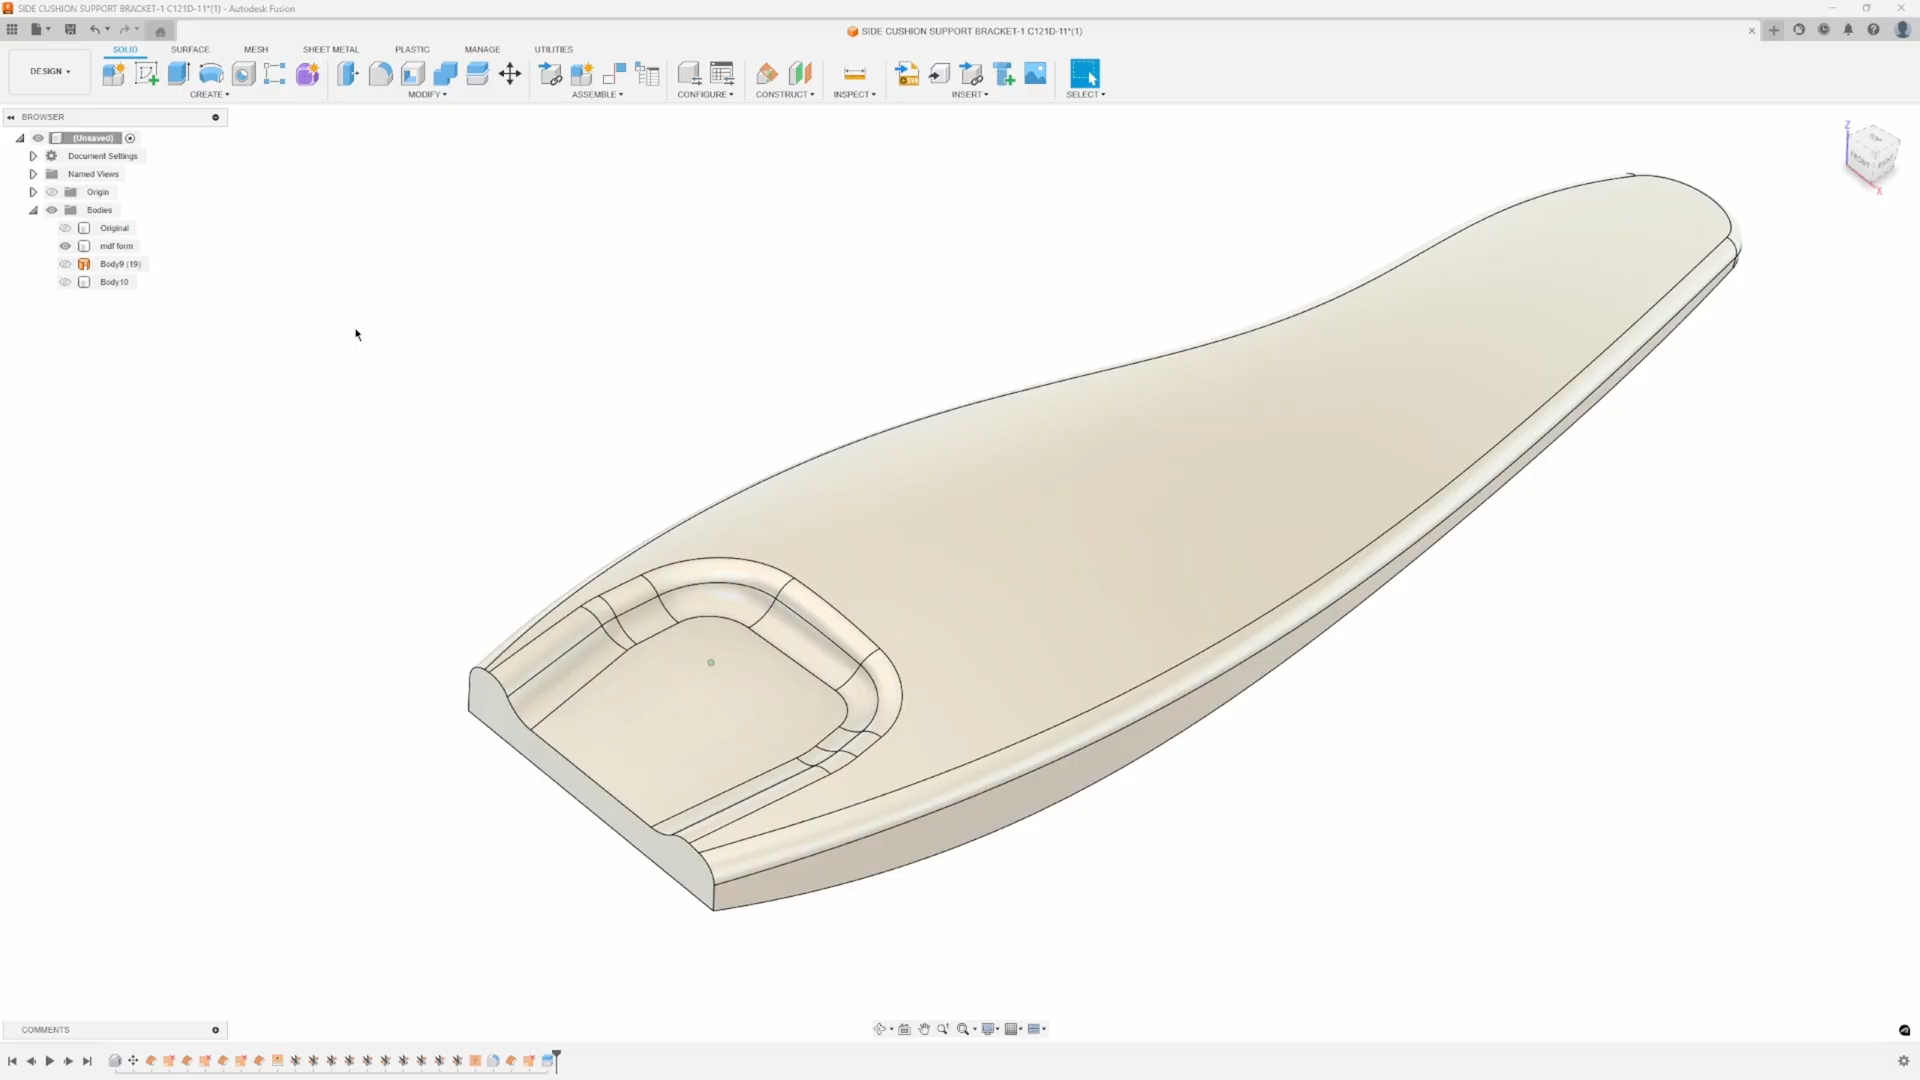 SIDE CUSHION SUPPORT BRACKET-1 C121D-11*(1) - Autodesk Fusion
SIDE CUSHION SUPPORT BRACKET-1 C121D-11*(1)
SOLID SURFACE MESH SHEET METAL PLASTIC MANAGE UTILITIES
DESIGN
CREATE MODIFY ASSEMBLE CONFIGURE CONSTRUCT INSPECT INSERT SELECT
BROWSER
(Unsaved)
Document Settings
Named Views
Origin
Bodies
Original
mdf form
Body9 (19)
Body10
Z
TOP
FRONT
X
COMMENTS